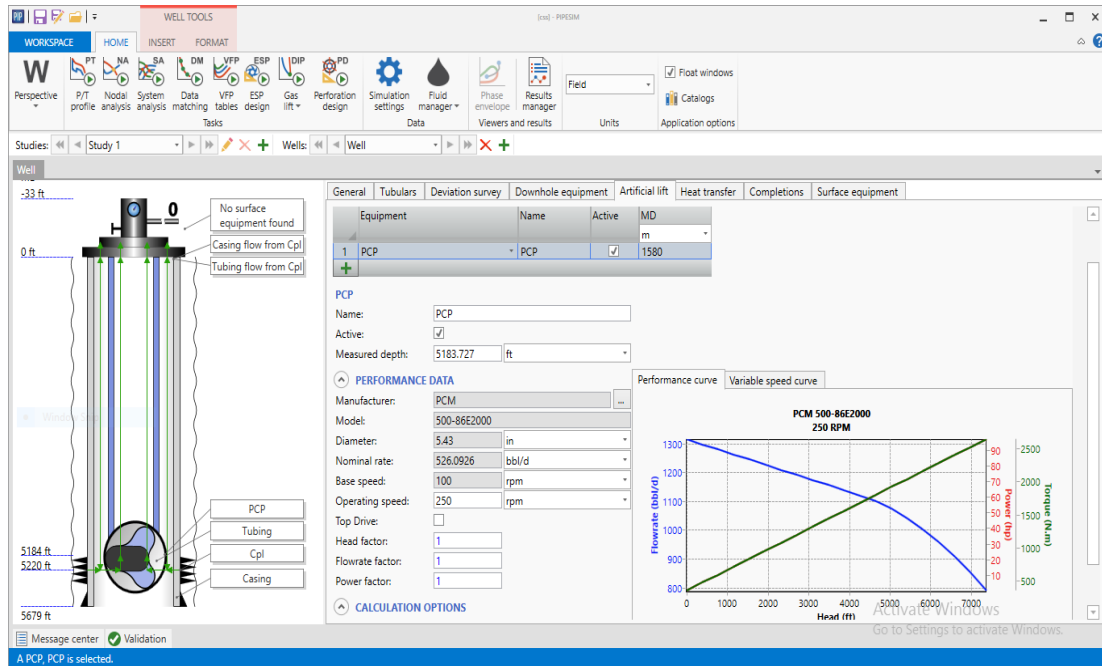 PIP
WELL TOOLS
[css] - PIPESIM
WORKSPACE HOME INSERT FORMAT
W
PT NA SA DM VFP ESP DIP PD
Perspective
P/T profile
Nodal analysis
System analysis
Data matching
VFP tables
ESP design
Gas lift
Perforation design
Simulation settings
Fluid manager
Phase envelope
Results manager
Field
Float windows
Catalogs
Tasks Data Viewers and results Units Application options
Studies: Study 1 Wells: Well
Well
-33 ft
0
No surface
equipment found
Casing flow from Cpl
0 ft
Tubing flow from Cpl
PCP
Tubing
5184 ft
Cpl
5220 ft
Casing
5679 ft
General Tubulars Deviation survey Downhole equipment Artificial lift Heat transfer Completions Surface equipment
Equipment Name Active MD
m
1 PCP PCP 1580
PCP
Name: PCP
Active:
Measured depth: 5183.727 ft
PERFORMANCE DATA
Manufacturer: PCM ...
Model: 500-86E2000
Diameter: 5.43 in
Nominal rate: 526.0926 bbl/d
Base speed: 100 rpm
Operating speed: 250 rpm
Top Drive:
Head factor: 1
Flowrate factor: 1
Power factor: 1
CALCULATION OPTIONS
Performance curve Variable speed curve
PCM 500-86E2000
250 RPM
Flowrate (bbl/d)
1300
1200
1100
1000
900
800
90
80
70
60
50
40
30
20
10
Power (hp)
2500
2000
1500
1000
500
Torque (N.m)
0 1000 2000 3000 4000 5000 6000 7000
Head (ft)
Activate Windows
Go to Settings to activate Windows.
Message center Validation
A PCP, PCP is selected.